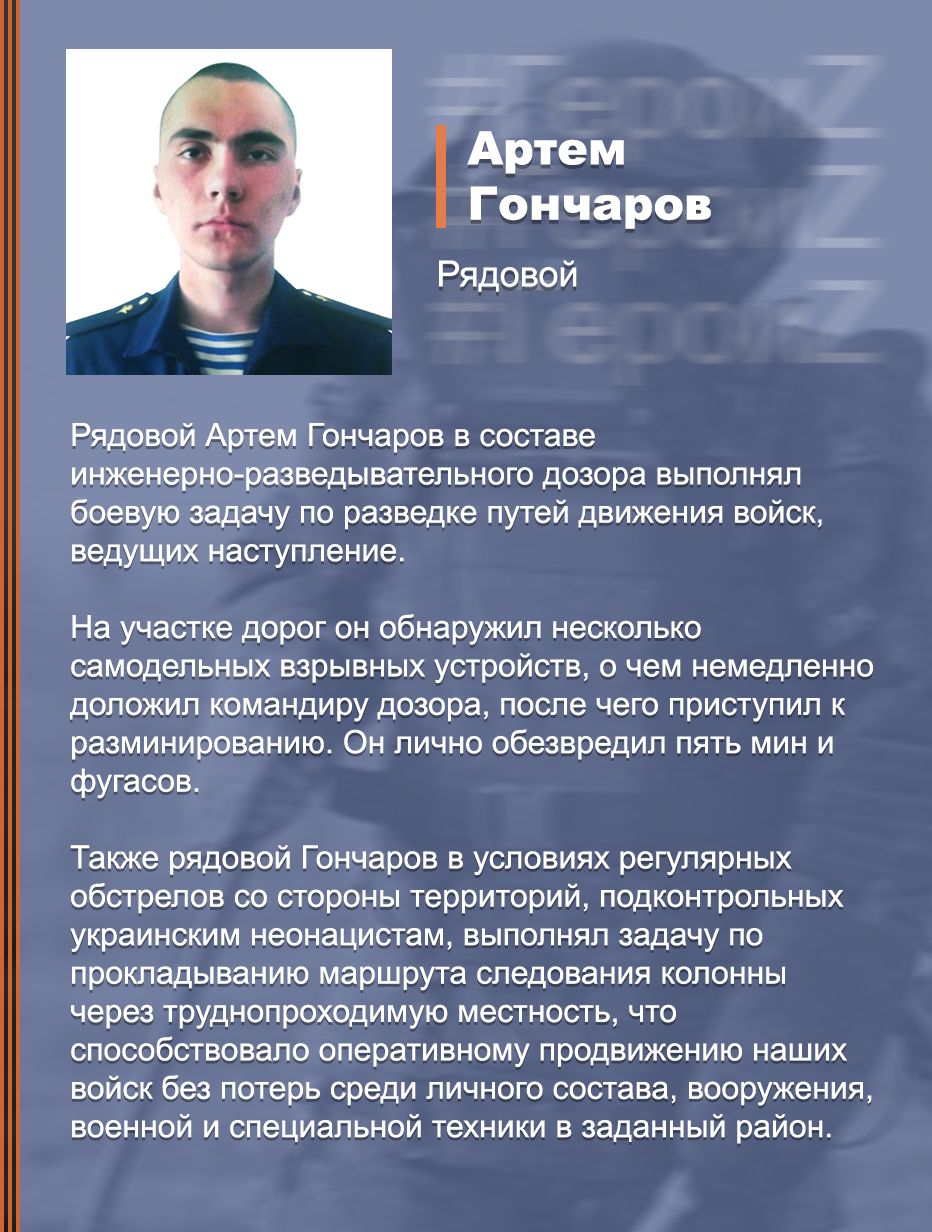 #ГероиZ
#ГероиZ
#ГероиZ
Артем
Гончаров
Рядовой
Рядовой Артем Гончаров в составе
инженерно-разведывательного дозора выполнял
боевую задачу по разведке путей движения войск,
ведущих наступление.
На участке дорог он обнаружил несколько
самодельных взрывных устройств, о чем немедленно
доложил командиру дозора, после чего приступил к
разминированию. Он лично обезвредил пять мин и
фугасов.
Также рядовой Гончаров в условиях регулярных
обстрелов со стороны территорий, подконтрольных
украинским неонацистам, выполнял задачу по
прокладыванию маршрута следования колонны
через труднопроходимую местность, что
способствовало оперативному продвижению наших
войск без потерь среди личного состава, вооружения,
военной и специальной техники в заданный район.